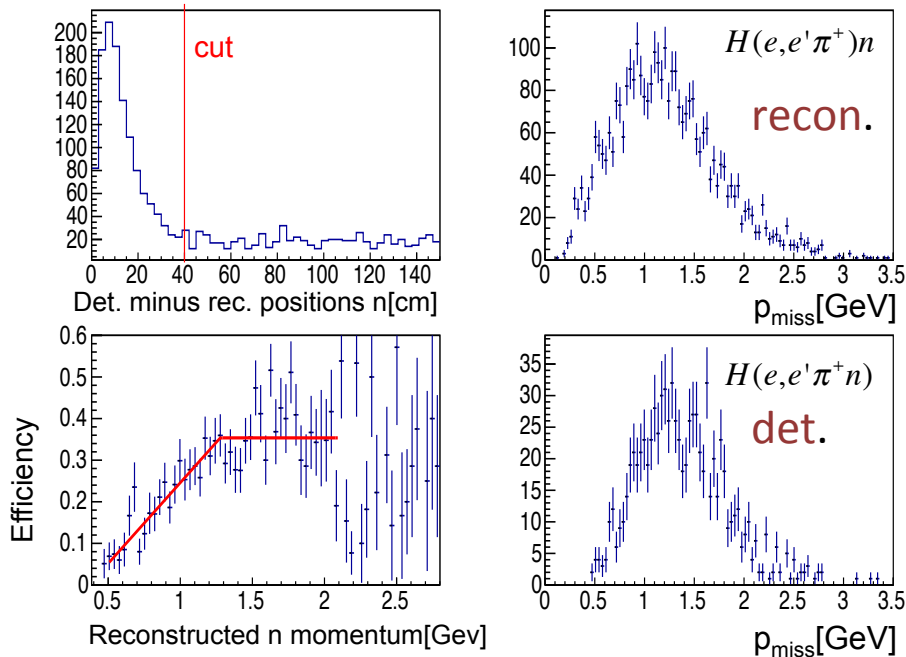 200
180
160
140
120
100
80
60
40
20
cut
0 20 40 60 80 100 120 140
Det. minus rec. positions n[cm]
100
80
60
40
20
0
H(e,e'π⁺)n
recon.
0 0.5 1 1.5 2 2.5 3 3.5
p_miss[GeV]
Efficiency
0.6
0.5
0.4
0.3
0.2
0.1
0
0.5 1 1.5 2 2.5
Reconstructed n momentum[Gev]
35
30
25
20
15
10
5
0
H(e,e'π⁺n)
det.
0 0.5 1 1.5 2 2.5 3 3.5
p_miss[GeV]